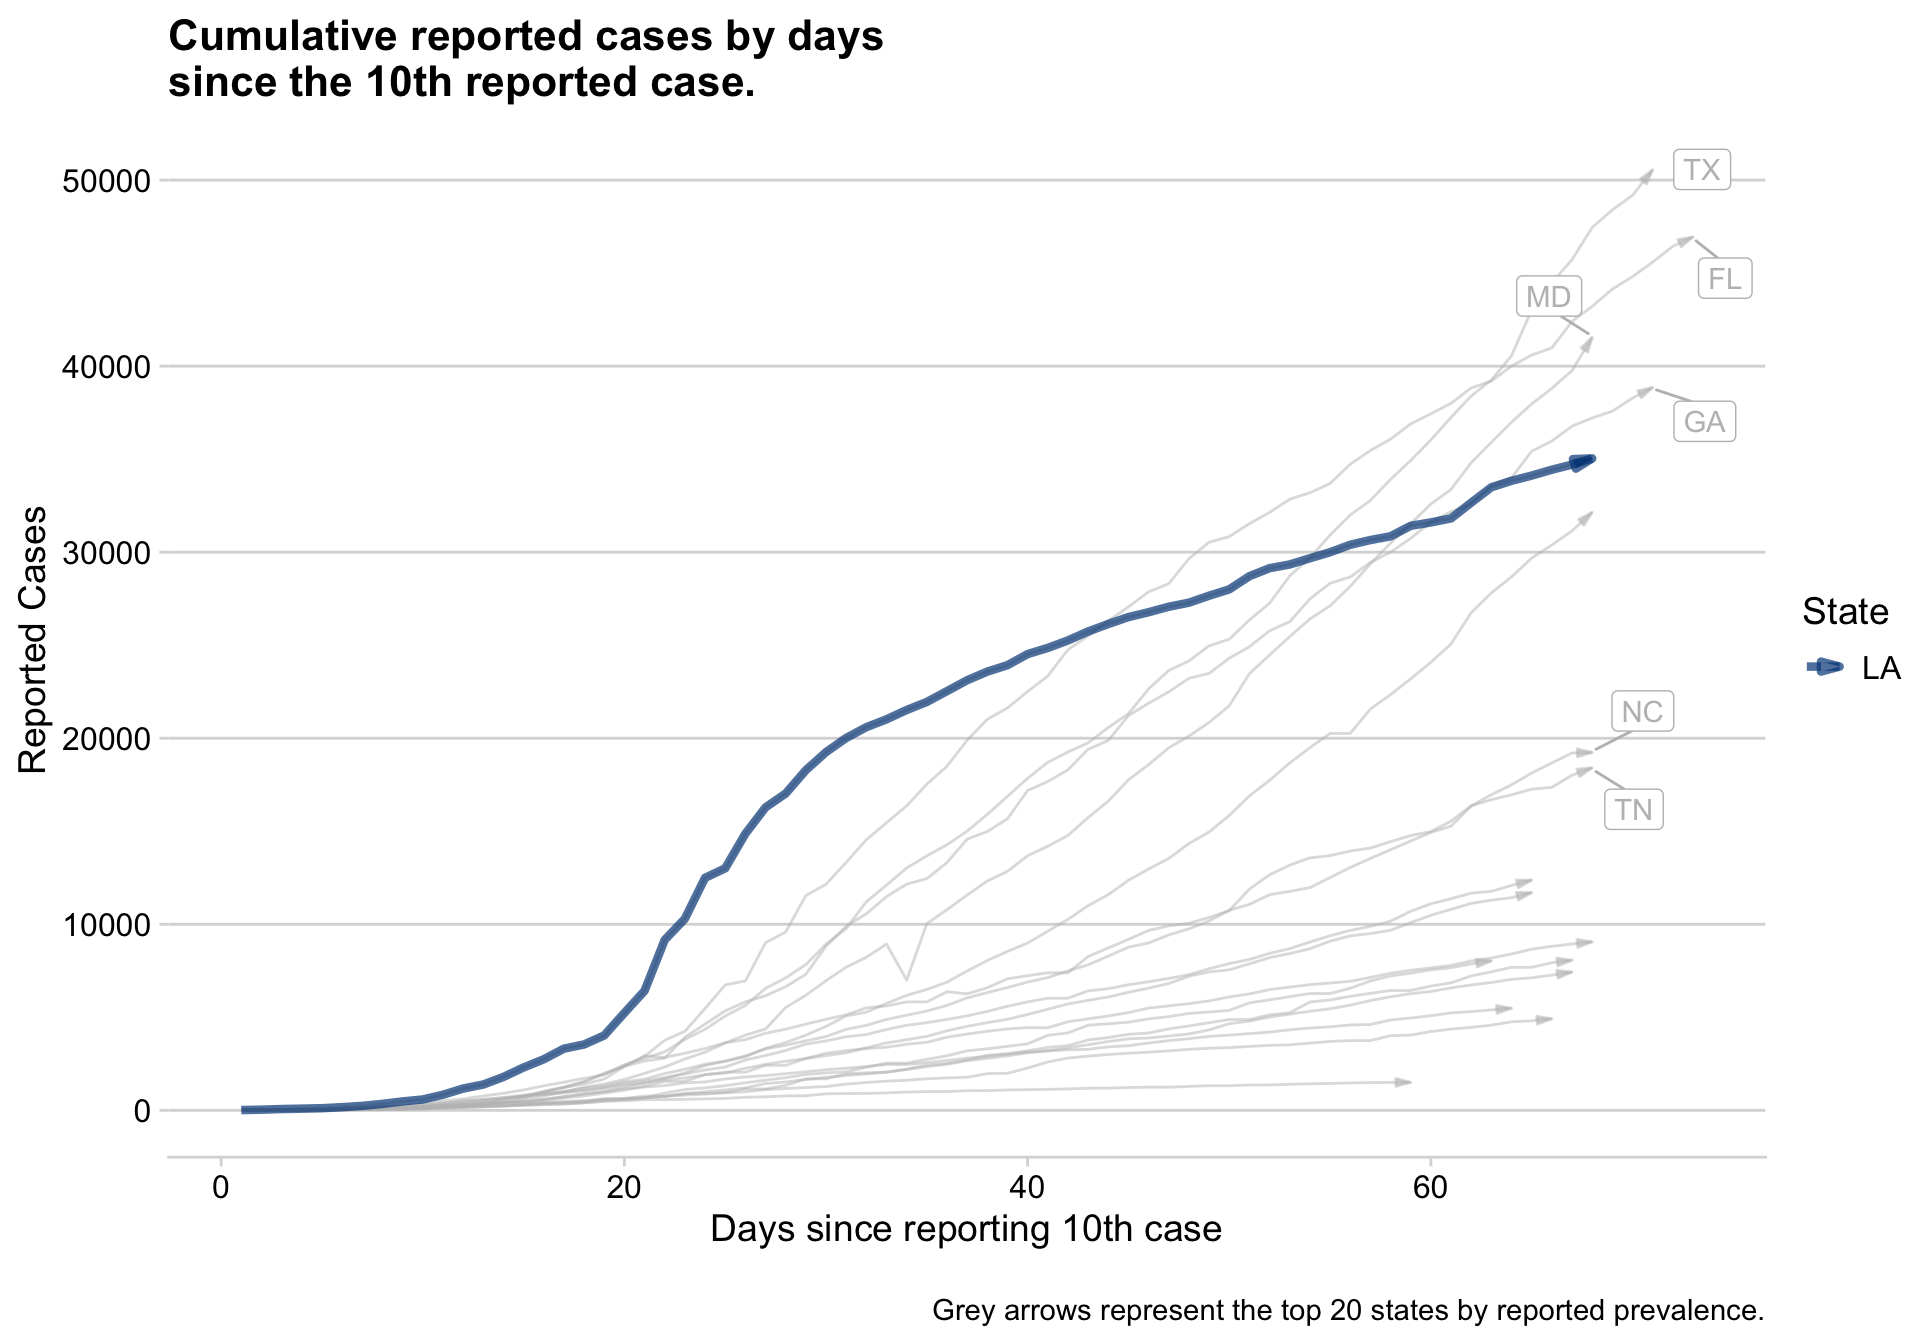 Cumulative reported cases by days
since the 10th reported case.
50000
40000
30000
20000
10000
0
Reported Cases
TX
FL
MD
GA
NC
TN
State
LA
0
20
40
60
Days since reporting 10th case
Grey arrows represent the top 20 states by reported prevalence.